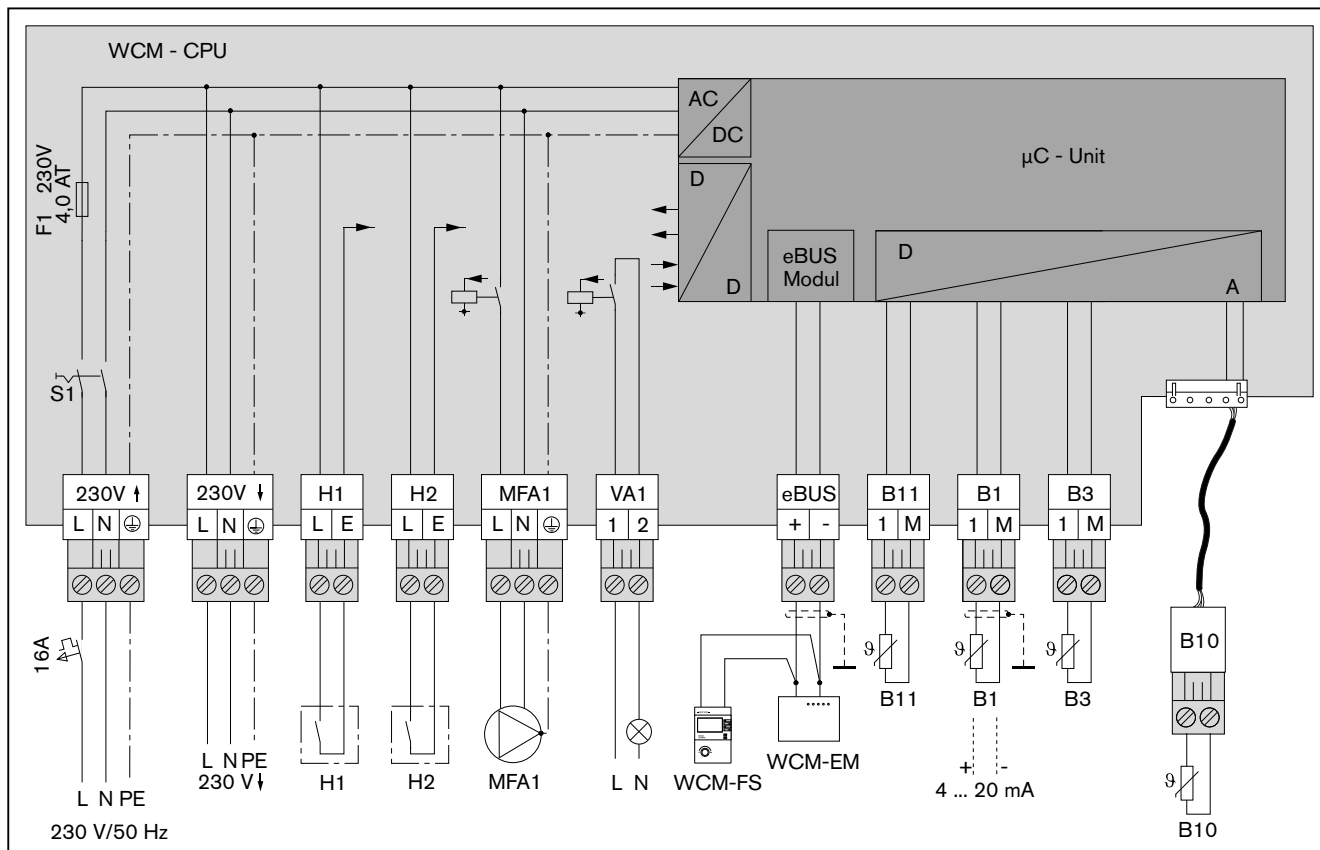 WCM - CPU
AC
DC
µC - Unit
F1 230V
4,0 AT
D
D
eBUS
Modul
D
A
S1
230V
230V
H1
H2
MFA1
VA1
eBUS
B11
B1
B3
L N
L N
L E
L E
L N
1 2
+ -
1 M
1 M
1 M
B10
16A
ϑ
ϑ
ϑ
B11
B1
B3
L N PE
230 V
H1
H2
MFA1
L N
WCM-FS
WCM-EM
+ -
4 ... 20 mA
L N PE
230 V/50 Hz
ϑ
B10